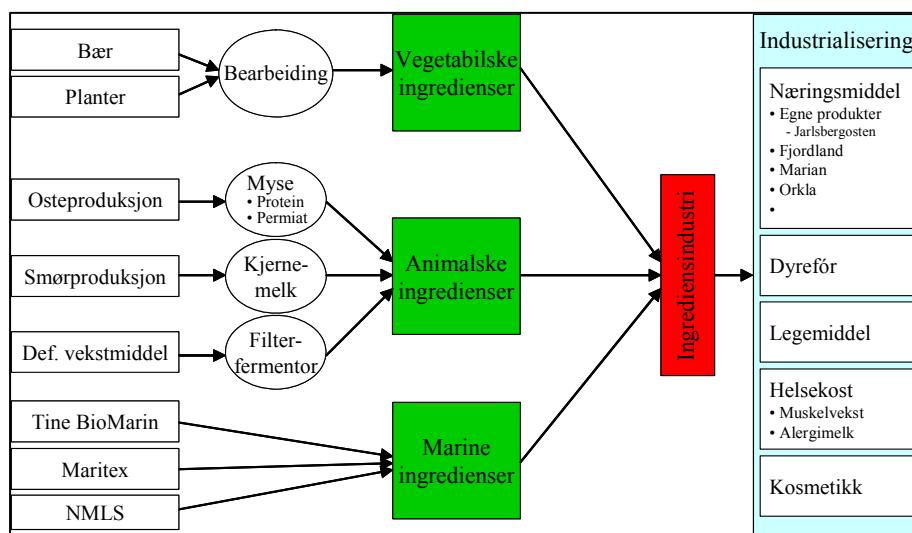 Bær
Planter
Bearbeiding
Vegetabilske
ingredienser
Osteproduksjon
Myse
• Protein
• Permiat
Smørproduksjon
Kjerne-
melk
Def. vekstmiddel
Filter-
fermentor
Animalske
ingredienser
Tine BioMarin
Maritex
NMLS
Marine
ingredienser
Ingrediensindustri
Industrialisering
Næringsmiddel
• Egne produkter
- Jarlsbergosten
• Fjordland
• Marian
• Orkla
•
Dyrefór
Legemiddel
Helsekost
• Muskelvekst
• Alergimelk
Kosmetikk